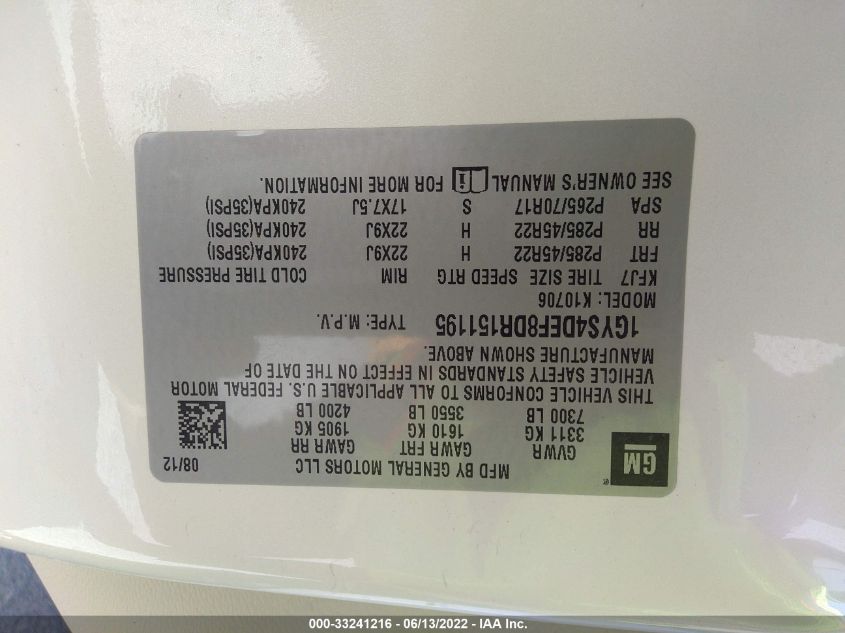 MFD BY GENERAL MOTORS LLC 08/12
GM ®
GVWR GAWR FRT GAWR RR
3311 KG 1610 KG 1905 KG
7300 LB 3550 LB 4200 LB
THIS VEHICLE CONFORMS TO ALL APPLICABLE U.S. FEDERAL MOTOR
VEHICLE SAFETY STANDARDS IN EFFECT ON THE DATE OF
MANUFACTURE SHOWN ABOVE.
1GYS4DEF8DR151195 TYPE: M.P.V.
MODEL: K10706
KFJ7 TIRE SIZE SPEED RTG RIM COLD TIRE PRESSURE
FRT P285/45R22 H 22X9J 240KPA(35PSI)
RR P285/45R22 H 22X9J 240KPA(35PSI)
SPA P265/70R17 S 17X7.5J 240KPA(35PSI)
SEE OWNER'S MANUAL FOR MORE INFORMATION.
000-33241216 - 06/13/2022 - IAA Inc.